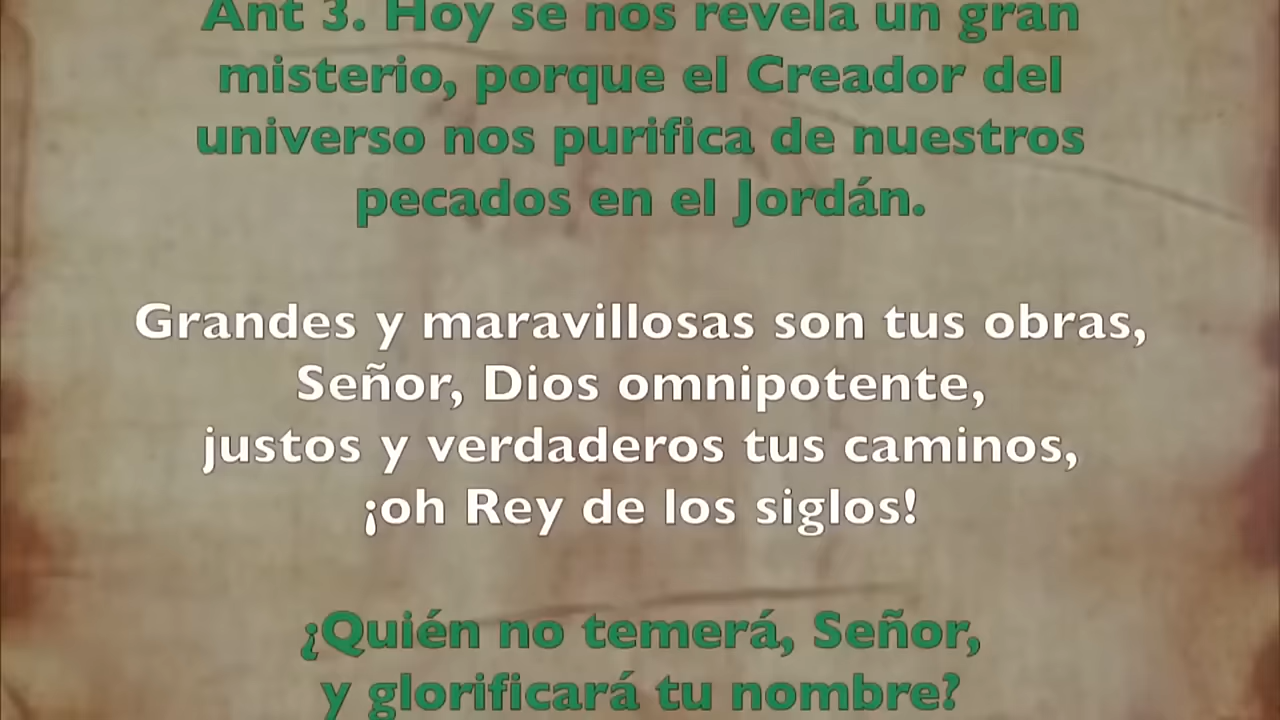 Ant 3. Hoy se nos revela un gran
misterio, porque el Creador del
universo nos purifica de nuestros
pecados en el Jordán.
Grandes y maravillosas son tus obras,
Señor, Dios omnipotente,
justos y verdaderos tus caminos,
¡oh Rey de los siglos!
¿Quién no temerá, Señor,
y glorificará tu nombre?